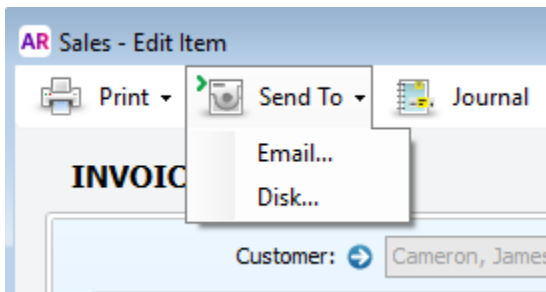 AR Sales - Edit Item
Print Send To Journal
Email...
INVOIC
Disk...
Customer: Cameron, James